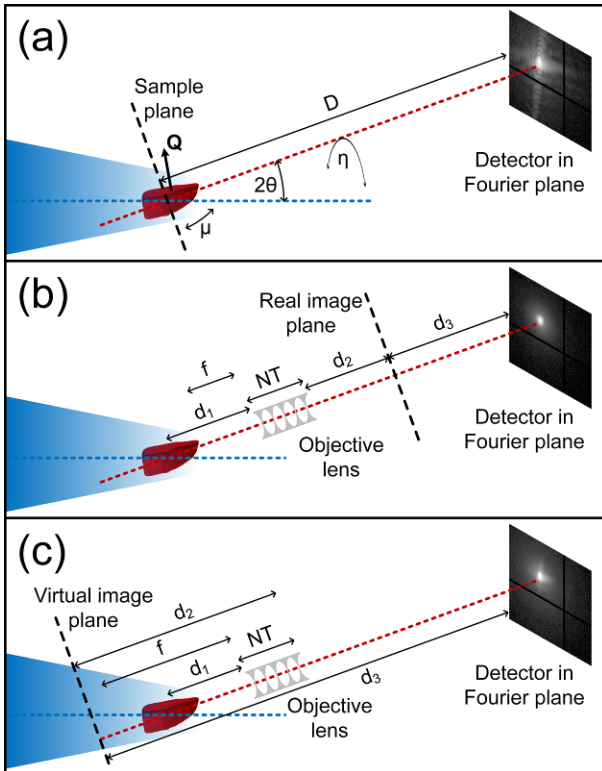 (a)
Sample
plane
D
Q
η
2θ
μ
Detector in
Fourier plane
(b)
Real image
plane
d3
f
NT
d2
d1
Objective
lens
Detector in
Fourier plane
(c)
Virtual image
plane
d2
f
NT
d1
d3
Objective
lens
Detector in
Fourier plane